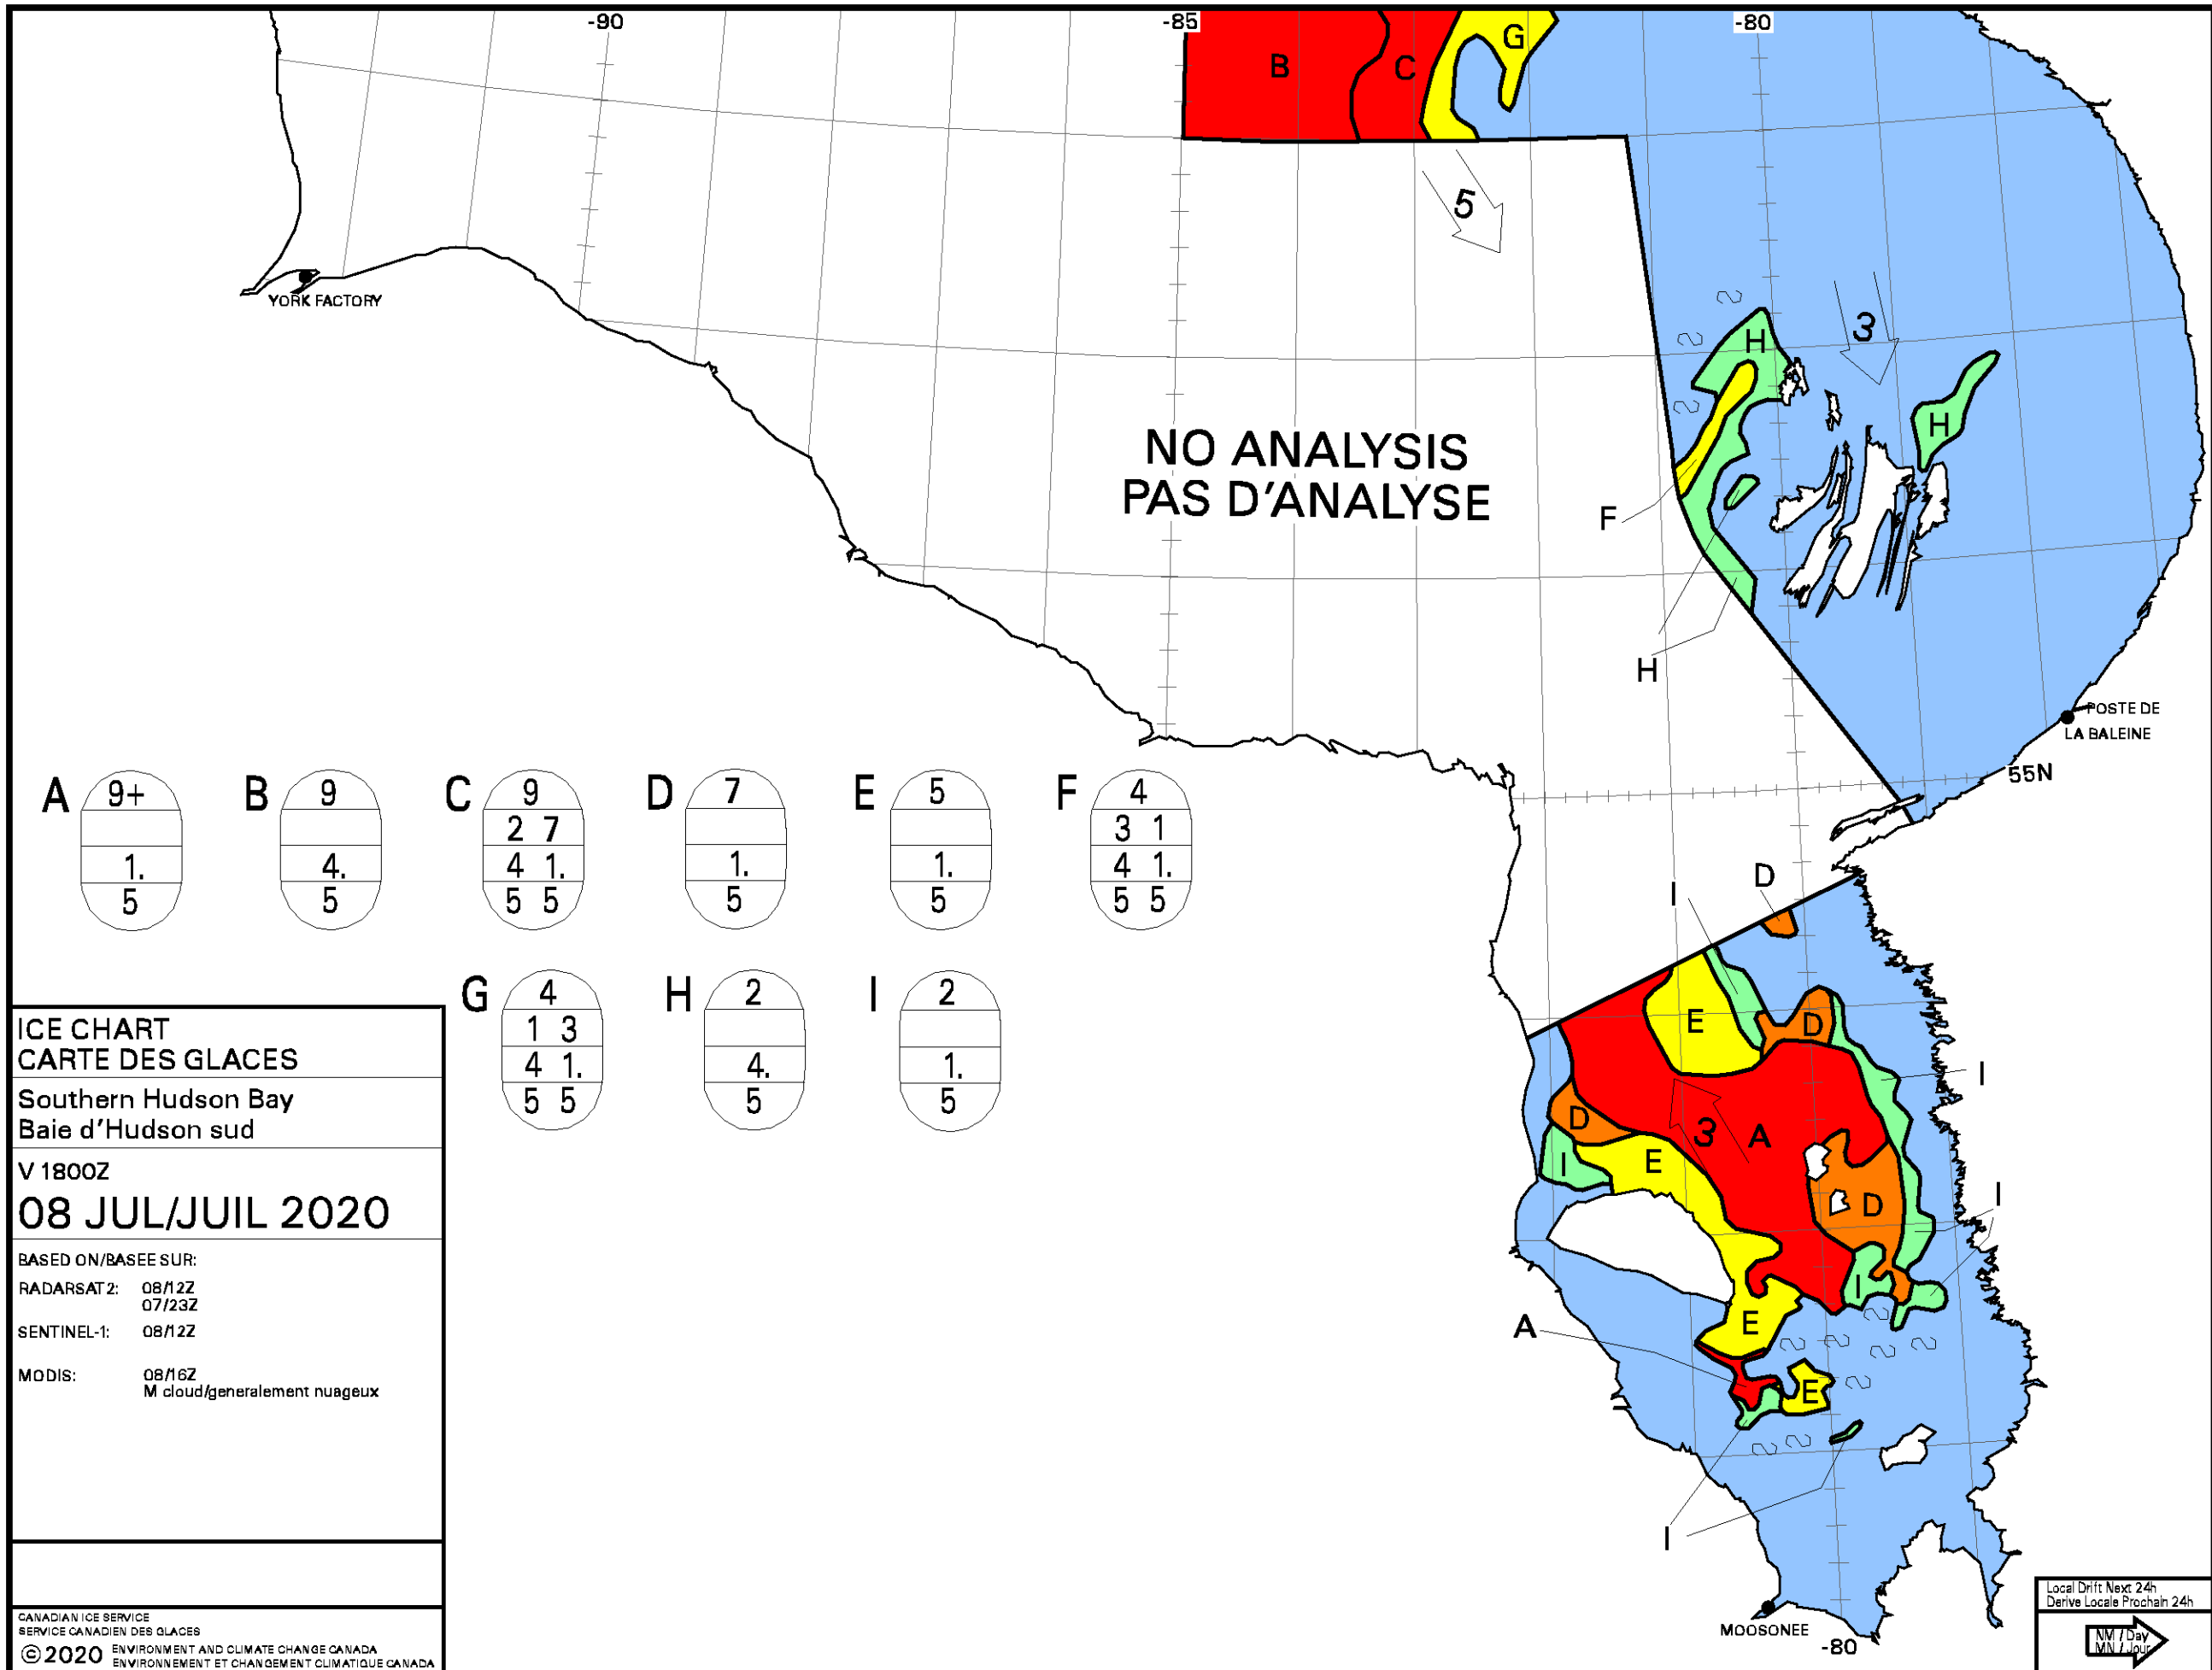 -90
-85
-80
B
C
G
5
YORK FACTORY
H
3
H
NO ANALYSIS
PAS D'ANALYSE
F
H
POSTE DE
LA BALEINE
55N
A
9+
1.
5
B
9
4.
5
C
9
2 7
4 1.
5 5
D
7
1.
5
E
5
1.
5
F
4
3 1
4 1.
5 5
G
4
1 3
4 1.
5 5
H
2
4.
5
I
2
1.
5
D
I
E
D
I
D
3
A
I
E
I
D
I
E
A
E
I
MOOSONEE
-80
ICE CHART
CARTE DES GLACES
Southern Hudson Bay
Baie d'Hudson sud
V 1800Z
08 JUL/JUIL 2020
BASED ON/BASEE SUR:
RADARSAT2: 08/12Z
07/23Z
SENTINEL-1: 08/12Z
MODIS: 08/16Z
M cloud/generalement nuageux
CANADIAN ICE SERVICE
SERVICE CANADIEN DES GLACES
©2020 ENVIRONMENT AND CLIMATE CHANGE CANADA
ENVIRONNEMENT ET CHANGEMENT CLIMATIQUE CANADA
Local Drift Next 24h
Derive Locale Prochain 24h
NM / Day
MN / Jour